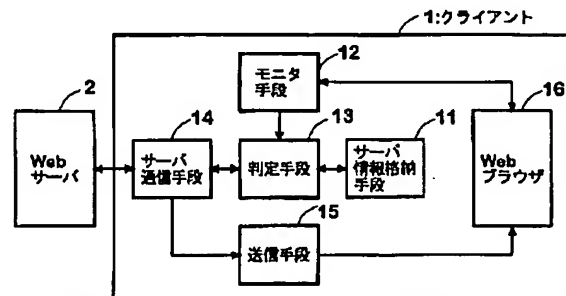 1:クライアント
12
モニタ
手段
2
Web
サーバ
14
サーバ
通信手段
13
判定手段
11
サーバ
情報格納
手段
16
Web
ブラウザ
15
送信手段